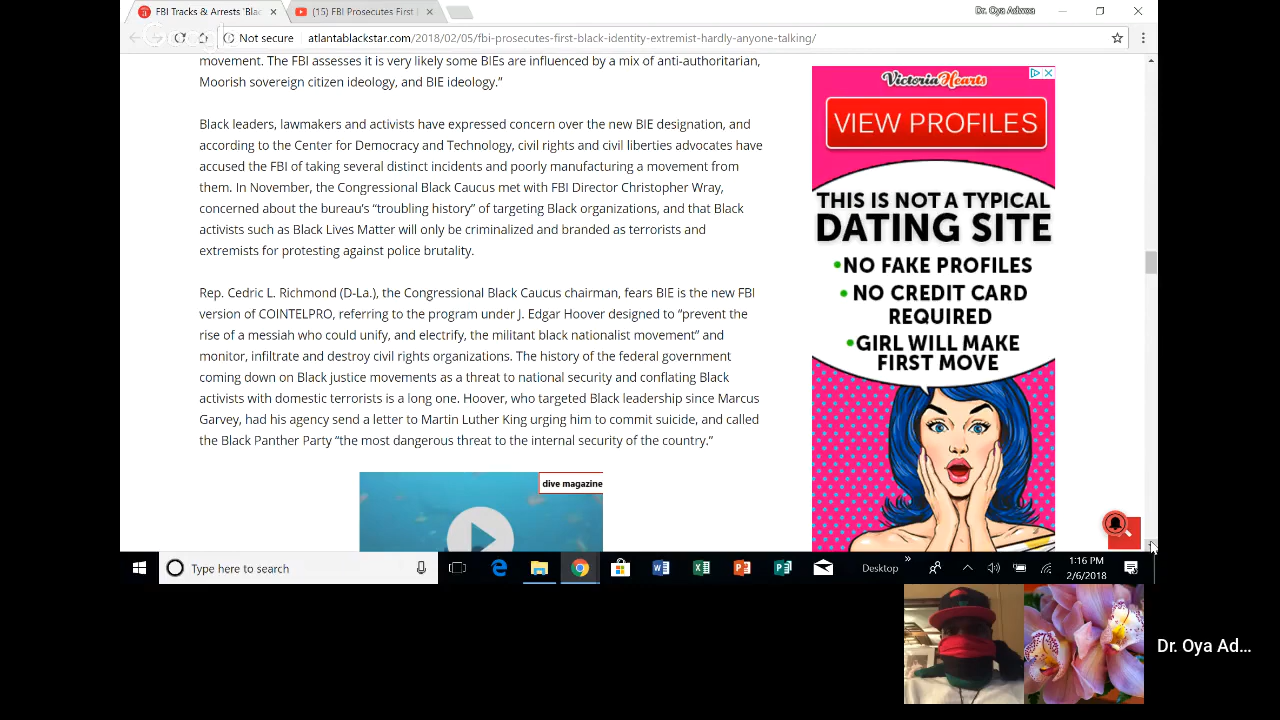 FBI Tracks & Arrests 'Blac
(15) FBI Prosecutes First
Dr. Oya Advoa
Not secure
atlantablackstar.com/2018/02/05/fbi-prosecutes-first-black-identity-extremist-hardly-anyone-talking/
movement. The FBI assesses it is very likely some BIEs are influenced by a mix of anti-authoritarian,
Moorish sovereign citizen ideology, and BIE ideology.”
Black leaders, lawmakers and activists have expressed concern over the new BIE designation, and
according to the Center for Democracy and Technology, civil rights and civil liberties advocates have
accused the FBI of taking several distinct incidents and poorly manufacturing a movement from
them. In November, the Congressional Black Caucus met with FBI Director Christopher Wray,
concerned about the bureau’s “troubling history” of targeting Black organizations, and that Black
activists such as Black Lives Matter will only be criminalized and branded as terrorists and
extremists for protesting against police brutality.
Rep. Cedric L. Richmond (D-La.), the Congressional Black Caucus chairman, fears BIE is the new FBI
version of COINTELPRO, referring to the program under J. Edgar Hoover designed to “prevent the
rise of a messiah who could unify, and electrify, the militant black nationalist movement” and
monitor, infiltrate and destroy civil rights organizations. The history of the federal government
coming down on Black justice movements as a threat to national security and conflating Black
activism with domestic terrorists is a long one. Hoover, who targeted Black leadership since Marcus
Garvey, had his agency send a letter to Martin Luther King urging him to commit suicide, and called
the Black Panther Party “the most dangerous threat to the internal security of the country.”
dive magazine
Victoria Hearts
VIEW PROFILES
THIS IS NOT A TYPICAL
DATING SITE
•NO FAKE PROFILES
• NO CREDIT CARD
REQUIRED
•GIRL WILL MAKE
FIRST MOVE
Type here to search
Desktop
1:16 PM
2/6/2018
Dr. Oya Ad...